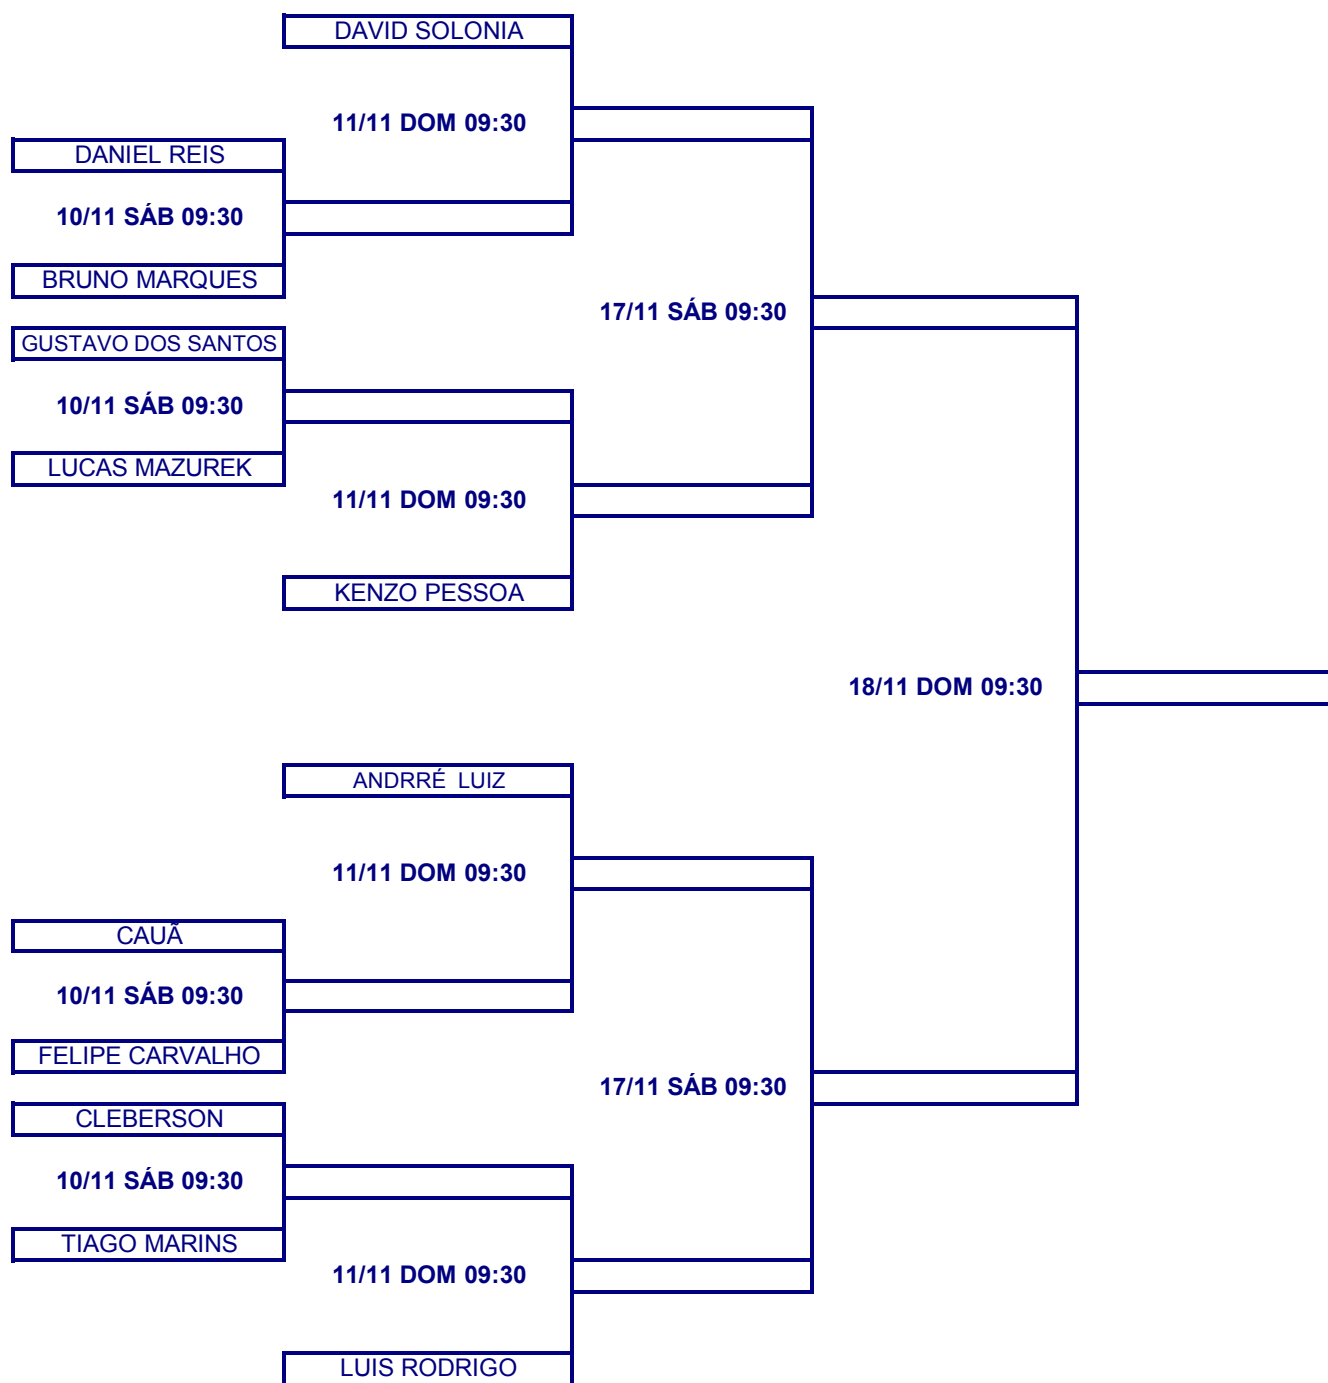 DAVID SOLONIA
11/11 DOM 09:30
DANIEL REIS
10/11 SÁB 09:30
BRUNO MARQUES
17/11 SÁB 09:30
GUSTAVO DOS SANTOS
10/11 SÁB 09:30
LUCAS MAZUREK
11/11 DOM 09:30
KENZO PESSOA
18/11 DOM 09:30
ANDRRÉ  LUIZ
11/11 DOM 09:30
CAUÃ
10/11 SÁB 09:30
FELIPE CARVALHO
17/11 SÁB 09:30
CLEBERSON
10/11 SÁB 09:30
TIAGO MARINS
11/11 DOM 09:30
LUIS RODRIGO